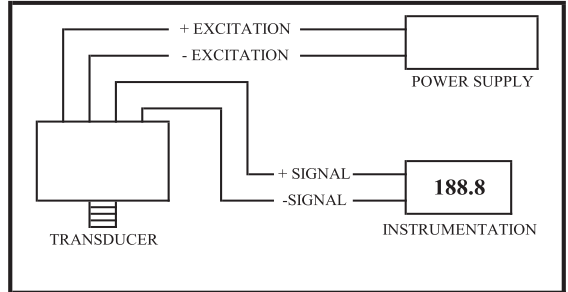 + EXCITATION
- EXCITATION
POWER SUPPLY
+ SIGNAL
-SIGNAL
188.8
TRANSDUCER
INSTRUMENTATION